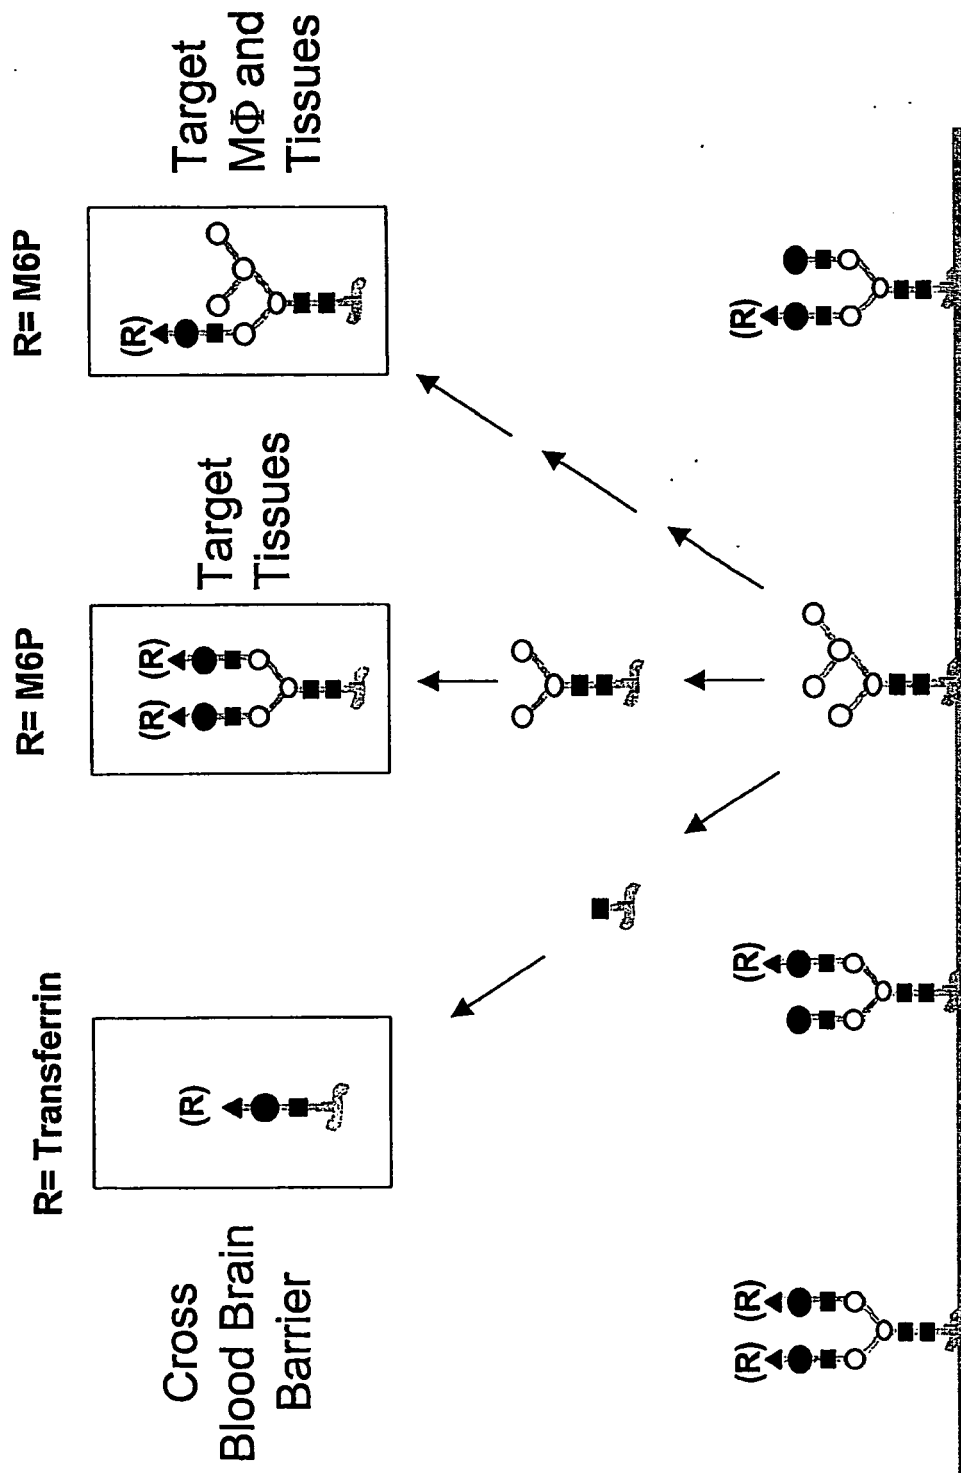 R= Transferrin
R= M6P
R= M6P
Cross
Blood Brain
Barrier
(R)
(R) (R)
Target
Tissues
(R)
Target
MΦ and
Tissues
(R) (R)
(R)
(R)